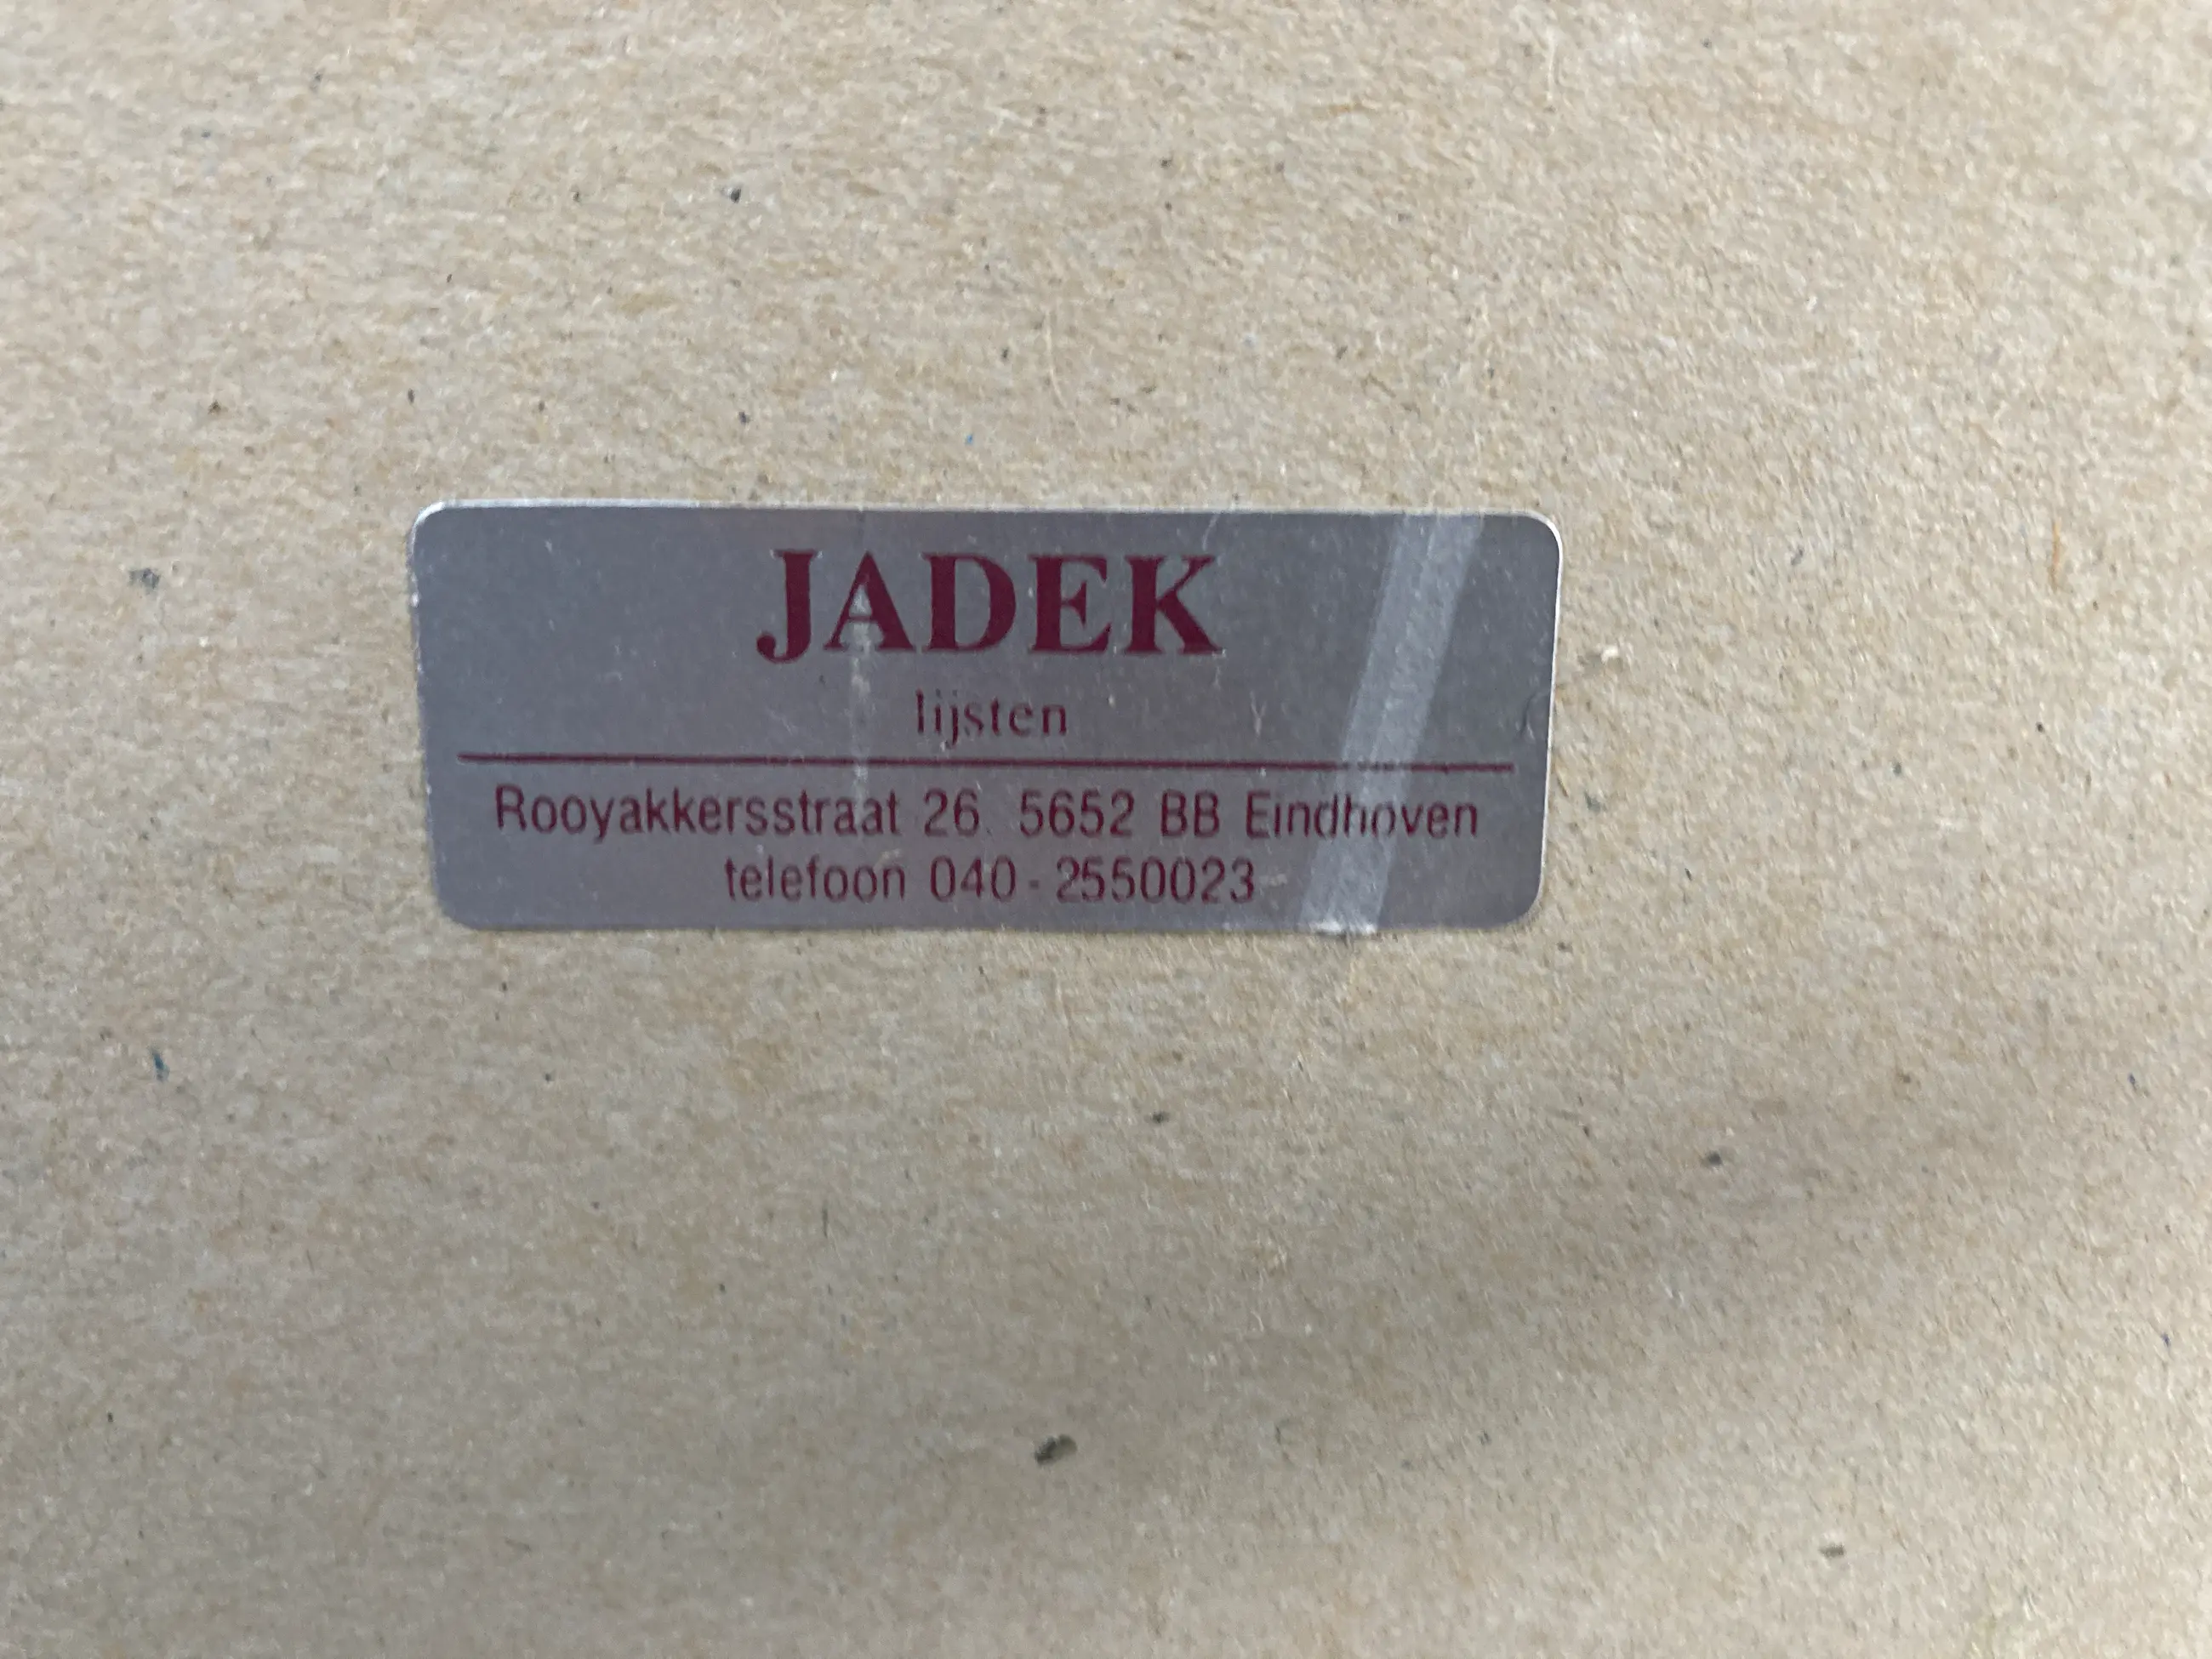 JADEK
lijsten
Rooyakkersstraat 26 5652 BB Eindhoven
telefoon 040 - 2550023